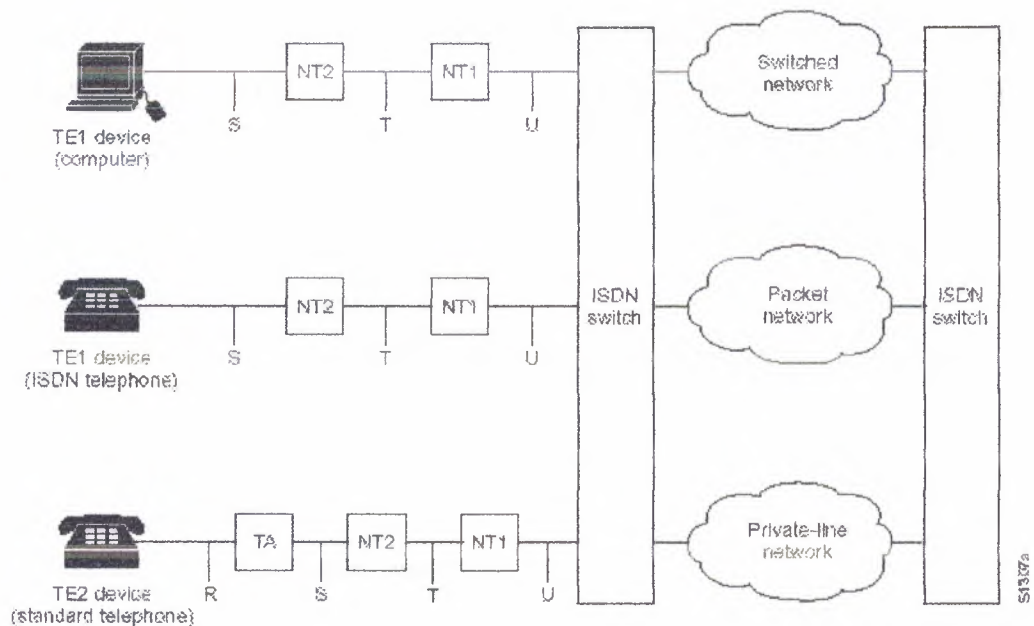 NT2
NT1
Switched
network
S
T
U
TE1 device
(computer)
NT2
NT1
ISDN
switch
Packet
network
ISDN
switch
S
T
U
TE1 device
(ISDN telephone)
TA
NT2
NT1
Private-line
network
R
S
T
U
TE2 device
(standard telephone)
S1307a